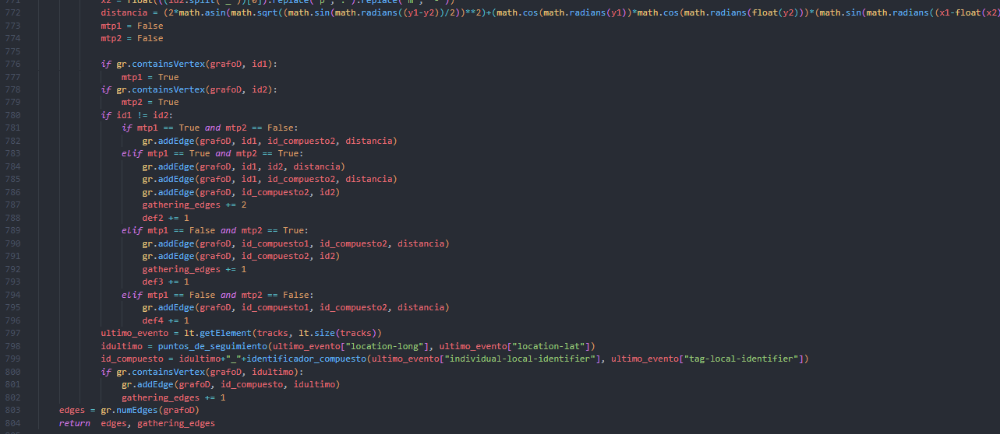 771 x2 = float(((id2.split("_"))[0]).replace("p",".").replace("m", "-"))
772 distancia = (2*math.asin(math.sqrt((math.sin(math.radians((y1-y2))/2))**2)+(math.cos(math.radians(y1))*math.cos(math.radians(float(y2)))*(math.sin(math.radians((x1-float(x2)
773 mtp1 = False
774 mtp2 = False
775
776 if gr.containsVertex(grafoD, id1):
777 mtp1 = True
778 if gr.containsVertex(grafoD, id2):
779 mtp2 = True
780 if id1 != id2:
781 if mtp1 == True and mtp2 == False:
782 gr.addEdge(grafoD, id1, id_compuesto2, distancia)
783 elif mtp1 == True and mtp2 == True:
784 gr.addEdge(grafoD, id1, id2, distancia)
785 gr.addEdge(grafoD, id1, id_compuesto2, distancia)
786 gr.addEdge(grafoD, id_compuesto2, id2)
787 gathering_edges += 2
788 def2 += 1
789 elif mtp1 == False and mtp2 == True:
790 gr.addEdge(grafoD, id_compuesto1, id_compuesto2, distancia)
791 gr.addEdge(grafoD, id_compuesto2, id2)
792 gathering_edges += 1
793 def3 += 1
794 elif mtp1 == False and mtp2 == False:
795 gr.addEdge(grafoD, id_compuesto1, id_compuesto2, distancia)
796 def4 += 1
797 ultimo_evento = lt.getElement(tracks, lt.size(tracks))
798 idultimo = puntos_de_seguimiento(ultimo_evento["location-long"], ultimo_evento["location-lat"])
799 id_compuesto = idultimo+"_"+identificador_compuesto(ultimo_evento["individual-local-identifier"], ultimo_evento["tag-local-identifier"])
800 if gr.containsVertex(grafoD, idultimo):
801 gr.addEdge(grafoD, id_compuesto, idultimo)
802 gathering_edges += 1
803 edges = gr.numEdges(grafoD)
804 return edges, gathering_edges